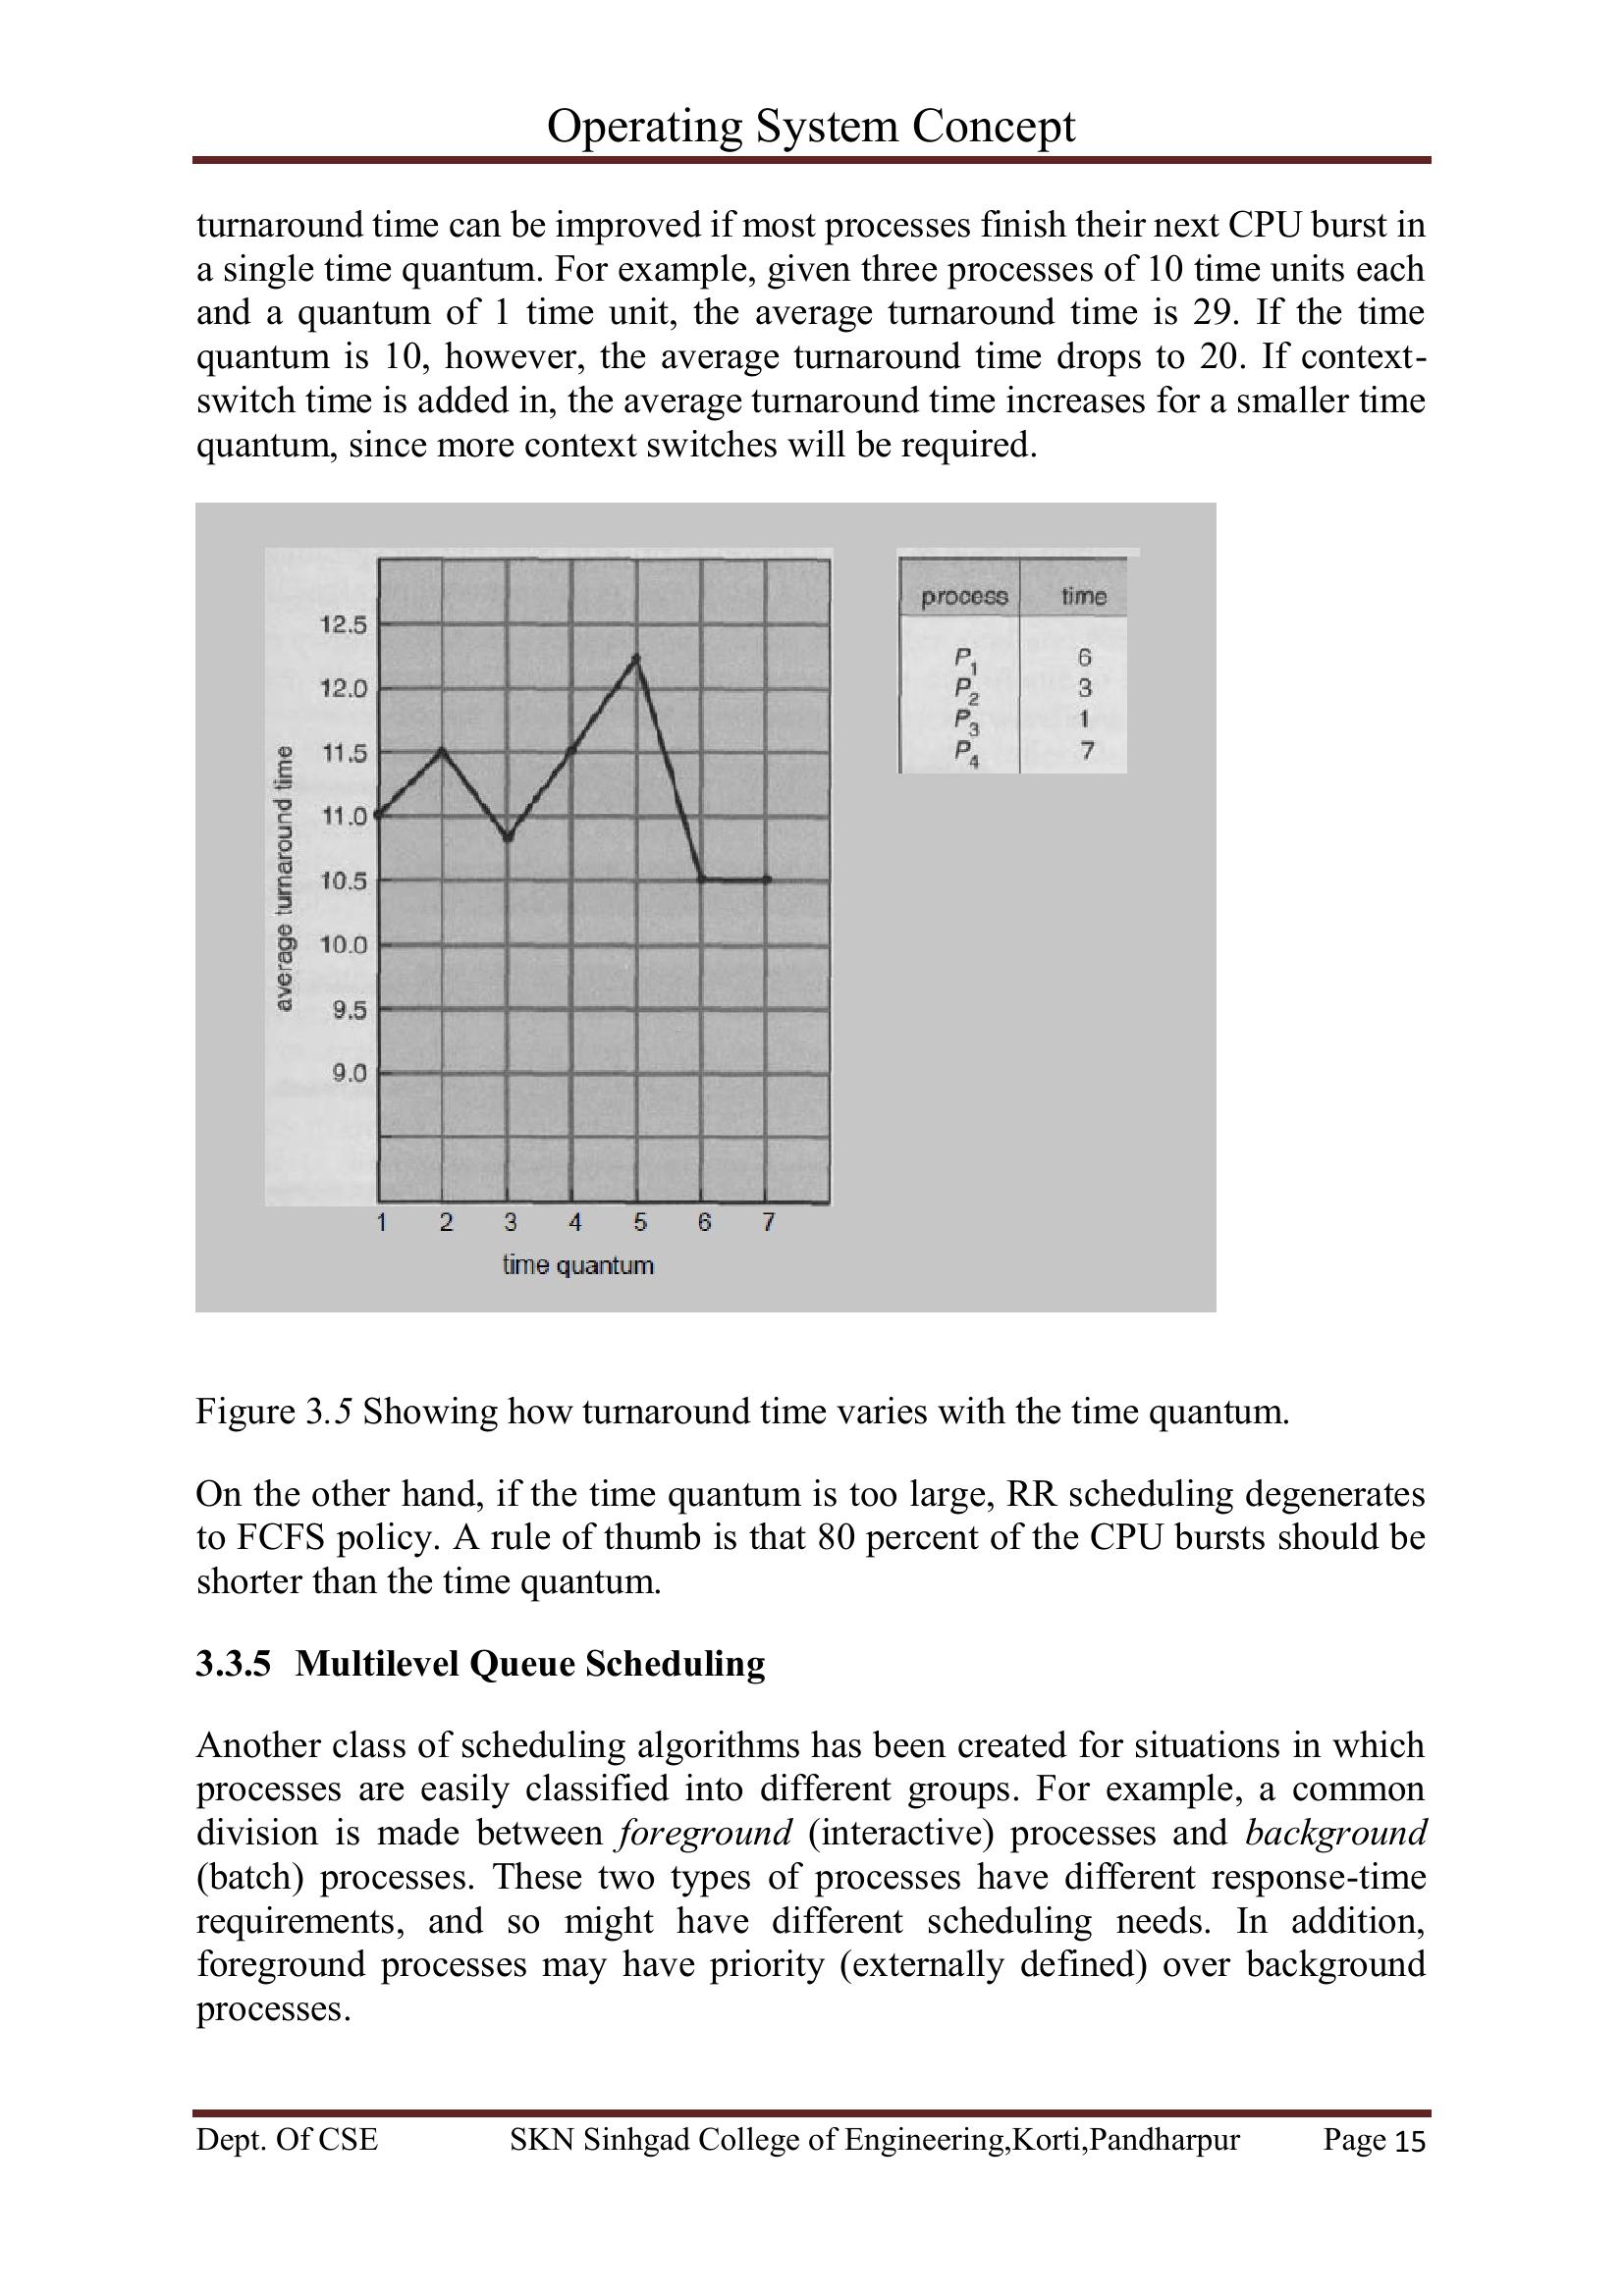 Operating System Concept
turnaround time can be improved if most processes finish their next CPU burst in
a single time quantum. For example, given three processes of 10 time units each
and a quantum of 1 time unit, the average turnaround time is 29. If the time
quantum is 10, however, the average turnaround time drops to 20. If context-
switch time is added in, the average turnaround time increases for a smaller time
quantum, since more context switches will be required.
average turnaround time
12.5
12.0
11.5
11.0
10.5
10.0
9.5
9.0
1 2 3 4 5 6 7
time quantum
process time
P1 6
P2 3
P3 1
P4 7
Figure 3.5 Showing how turnaround time varies with the time quantum.
On the other hand, if the time quantum is too large, RR scheduling degenerates
to FCFS policy. A rule of thumb is that 80 percent of the CPU bursts should be
shorter than the time quantum.
3.3.5 Multilevel Queue Scheduling
Another class of scheduling algorithms has been created for situations in which
processes are easily classified into different groups. For example, a common
division is made between foreground (interactive) processes and background
(batch) processes. These two types of processes have different response-time
requirements, and so might have different scheduling needs. In addition,
foreground processes may have priority (externally defined) over background
processes.
Dept. Of CSE SKN Sinhgad College of Engineering,Korti,Pandharpur Page 15